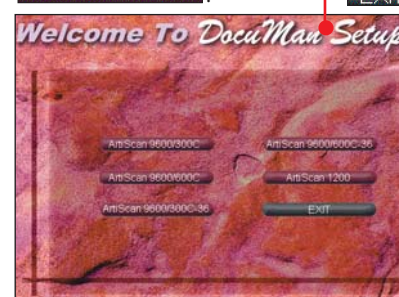 EXIT
Welcome To DocuMan Setup
ArtiScan 9600/300C
ArtiScan 9600/600C-36
ArtiScan 9600/600C
ArtiScan 1200
ArtiScan 9600/300C-36
EXIT